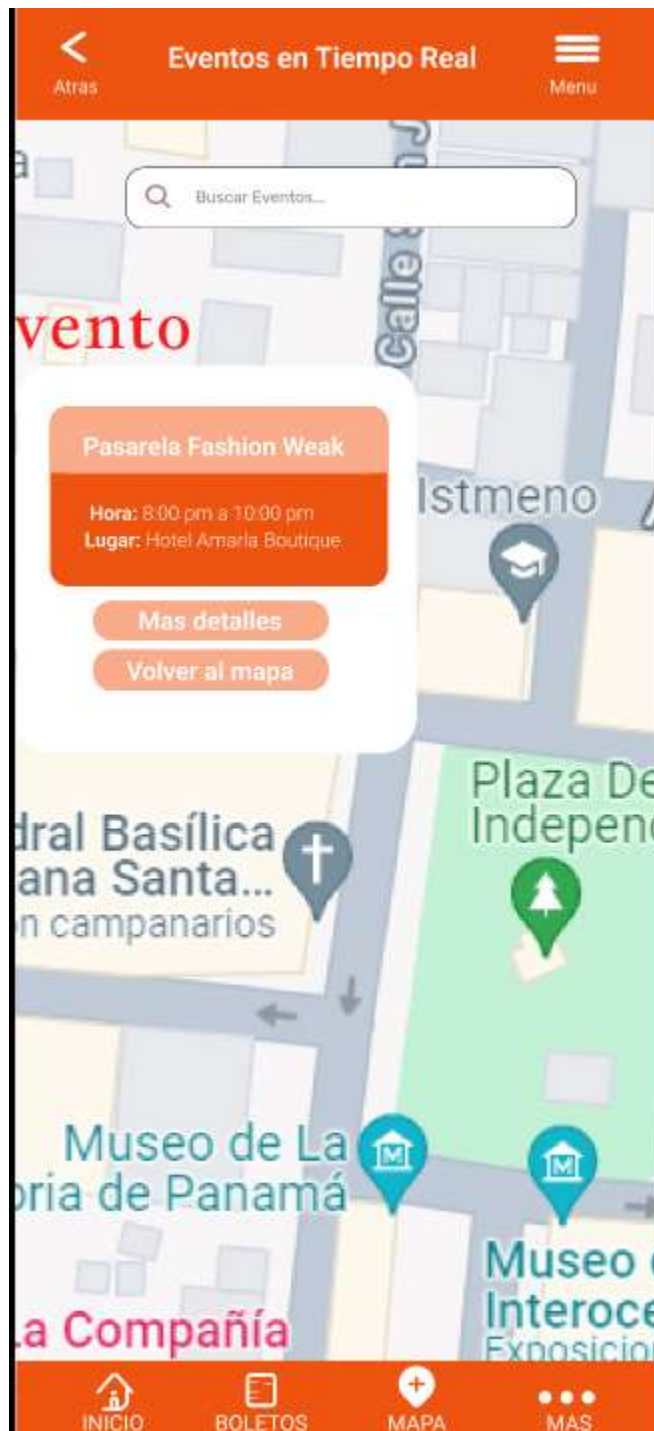 Eventos en Tiempo Real
Atras
Menu
Buscar Eventos...
Calle
vento
Pasarela Fashion Weak
Hora: 8:00 pm a 10:00 pm
Lugar: Hotel Amarla Boutique
Istmeno
Mas detalles
Volver al mapa
Plaza De
Indepen
dral Basílica
ana Santa...
n campanarios
Museo de La
oria de Panamá
Museo
Interoce
Exposicion
La Compañía
INICIO
BOLETOS
MAPA
MAS